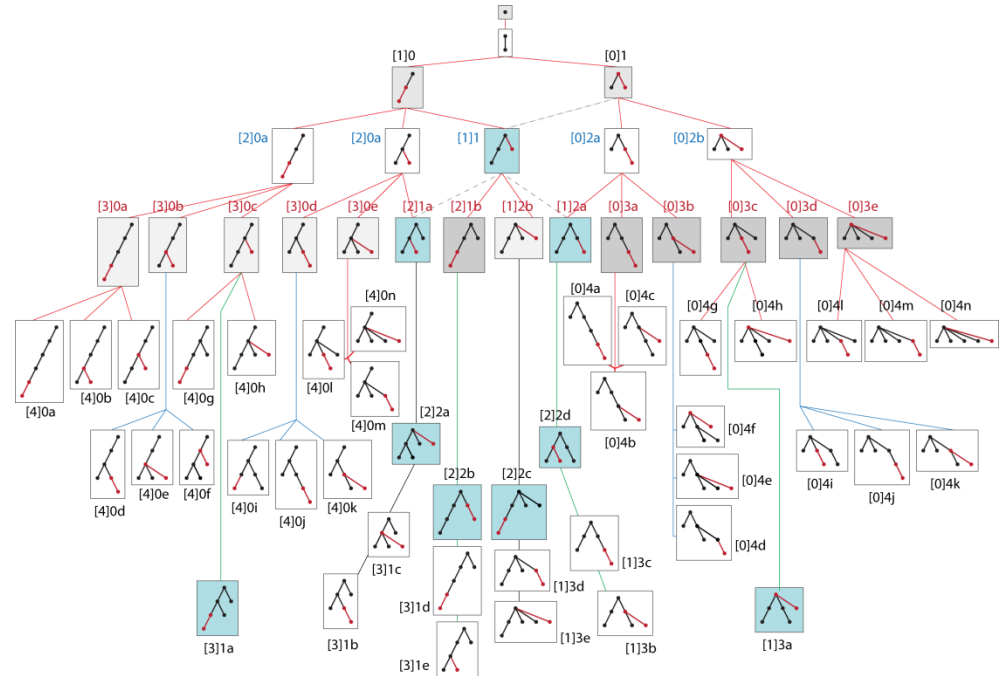 [1]0
[0]1
[2]0a
[2]0a
[1]1
[0]2a
[0]2b
[3]0a
[3]0b
[3]0c
[3]0d
[3]0e
[2]1a
[2]1b
[1]2b
[1]2a
[0]3a
[0]3b
[0]3c
[0]3d
[0]3e
[4]0n
[0]4a
[0]4c
[0]4g
[0]4h
[0]4l
[0]4m
[0]4n
[4]0a
[4]0b
[4]0c
[4]0g
[4]0h
[4]0l
[4]0m
[2]2a
[2]2d
[0]4b
[0]4f
[4]0d
[4]0e
[4]0f
[4]0i
[4]0j
[4]0k
[2]2b
[2]2c
[0]4e
[0]4i
[0]4j
[0]4k
[0]4d
[3]1c
[1]3c
[1]3d
[3]1d
[3]1a
[3]1b
[3]1e
[1]3e
[1]3b
[1]3a